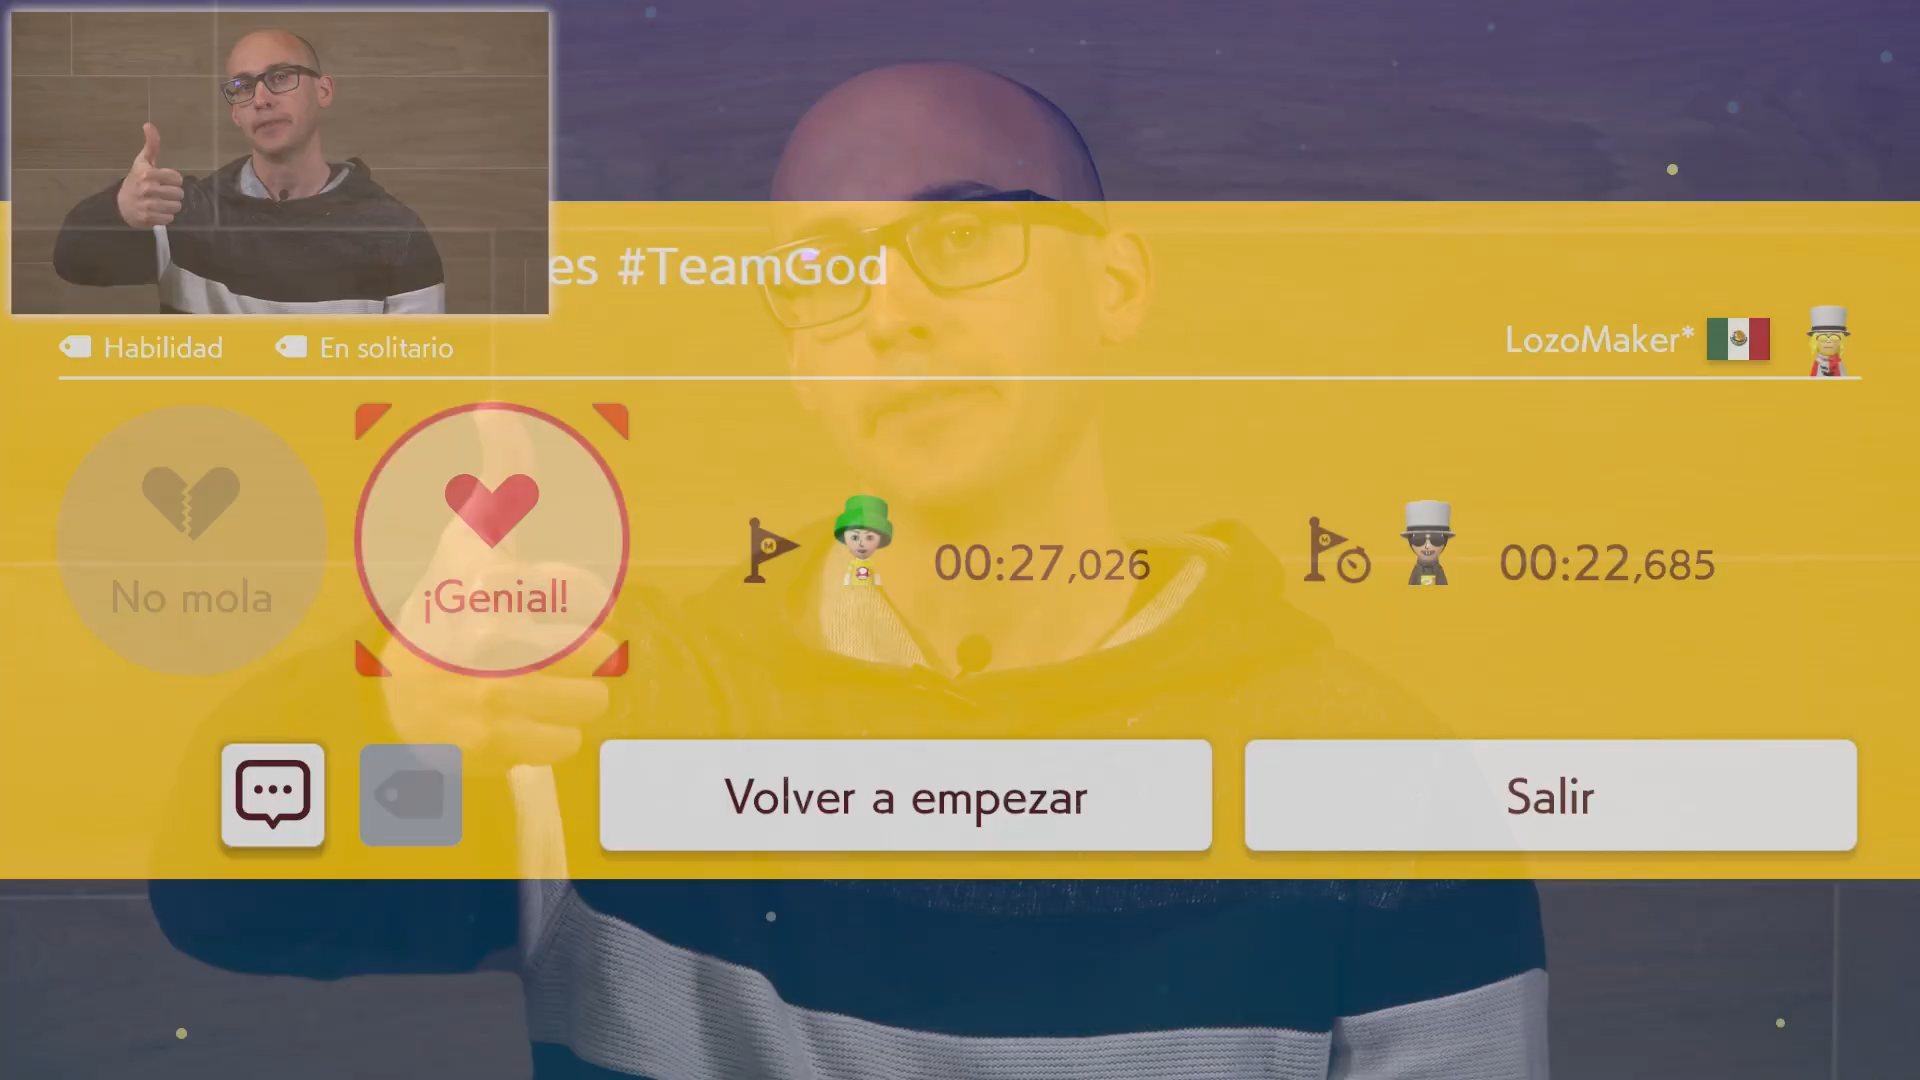 es #TeamGod
Habilidad
En solitario
LozoMaker*
No mola
¡Genial!
M
00:27,026
M
00:22,685
Volver a empezar
Salir